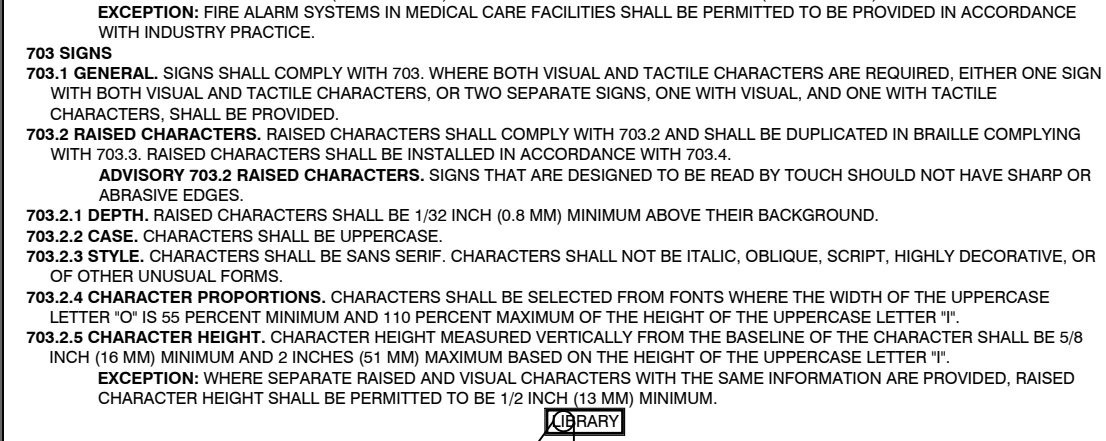 EXCEPTION: FIRE ALARM SYSTEMS IN MEDICAL CARE FACILITIES SHALL BE PERMITTED TO BE PROVIDED IN ACCORDANCE
WITH INDUSTRY PRACTICE.
703 SIGNS
703.1 GENERAL. SIGNS SHALL COMPLY WITH 703. WHERE BOTH VISUAL AND TACTILE CHARACTERS ARE REQUIRED, EITHER ONE SIGN
WITH BOTH VISUAL AND TACTILE CHARACTERS, OR TWO SEPARATE SIGNS, ONE WITH VISUAL, AND ONE WITH TACTILE
CHARACTERS, SHALL BE PROVIDED.
703.2 RAISED CHARACTERS. RAISED CHARACTERS SHALL COMPLY WITH 703.2 AND SHALL BE DUPLICATED IN BRAILLE COMPLYING
WITH 703.3. RAISED CHARACTERS SHALL BE INSTALLED IN ACCORDANCE WITH 703.4.
ADVISORY 703.2 RAISED CHARACTERS. SIGNS THAT ARE DESIGNED TO BE READ BY TOUCH SHOULD NOT HAVE SHARP OR
ABRASIVE EDGES.
703.2.1 DEPTH. RAISED CHARACTERS SHALL BE 1/32 INCH (0.8 MM) MINIMUM ABOVE THEIR BACKGROUND.
703.2.2 CASE. CHARACTERS SHALL BE UPPERCASE.
703.2.3 STYLE. CHARACTERS SHALL BE SANS SERIF. CHARACTERS SHALL NOT BE ITALIC, OBLIQUE, SCRIPT, HIGHLY DECORATIVE, OR
OF OTHER UNUSUAL FORMS.
703.2.4 CHARACTER PROPORTIONS. CHARACTERS SHALL BE SELECTED FROM FONTS WHERE THE WIDTH OF THE UPPERCASE
LETTER "O" IS 55 PERCENT MINIMUM AND 110 PERCENT MAXIMUM OF THE HEIGHT OF THE UPPERCASE LETTER "I".
703.2.5 CHARACTER HEIGHT. CHARACTER HEIGHT MEASURED VERTICALLY FROM THE BASELINE OF THE CHARACTER SHALL BE 5/8
INCH (16 MM) MINIMUM AND 2 INCHES (51 MM) MAXIMUM BASED ON THE HEIGHT OF THE UPPERCASE LETTER "I".
EXCEPTION: WHERE SEPARATE RAISED AND VISUAL CHARACTERS WITH THE SAME INFORMATION ARE PROVIDED, RAISED
CHARACTER HEIGHT SHALL BE PERMITTED TO BE 1/2 INCH (13 MM) MINIMUM.
LIBRARY